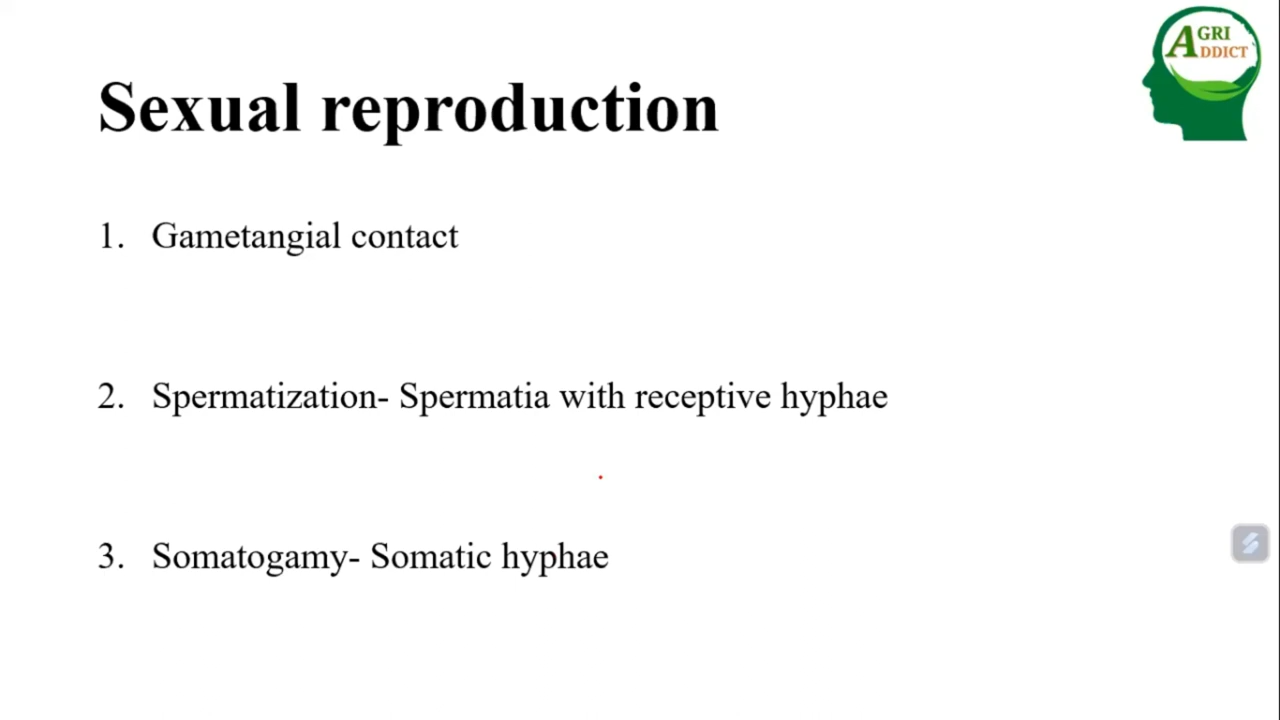 AGRI
ADDICT
Sexual reproduction
1. Gametangial contact
2. Spermatization- Spermatia with receptive hyphae
3. Somatogamy- Somatic hyphae